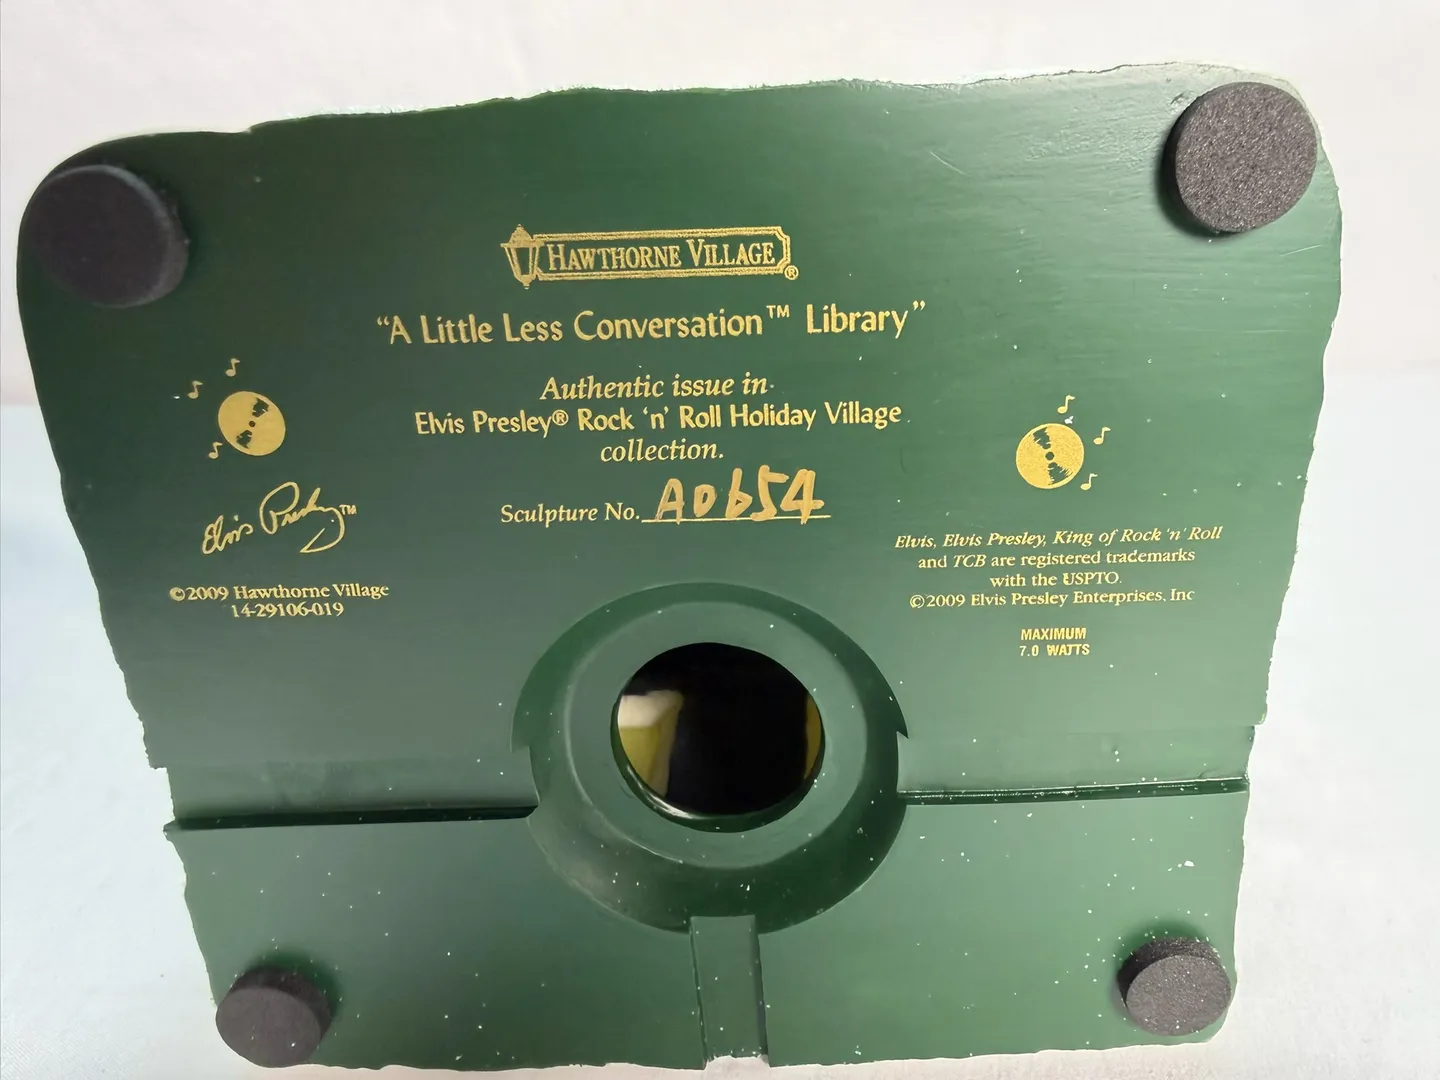 HAWTHORNE VILLAGE®
“A Little Less Conversation™ Library”
Authentic issue in
Elvis Presley® Rock ‘n’ Roll Holiday Village
collection.
Sculpture No. A0654
Elvis Presley™
©2009 Hawthorne Village
14-29106-019
Elvis, Elvis Presley, King of Rock 'n' Roll
and TCB are registered trademarks
with the USPTO.
©2009 Elvis Presley Enterprises, Inc
MAXIMUM
7.0 WATTS